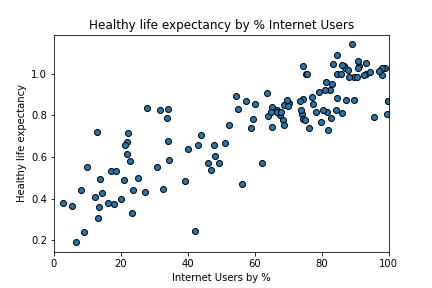 Healthy life expectancy by % Internet Users
Healthy life expectancy
1.0
0.8
0.6
0.4
0.2
0 20 40 60 80 100
Internet Users by %